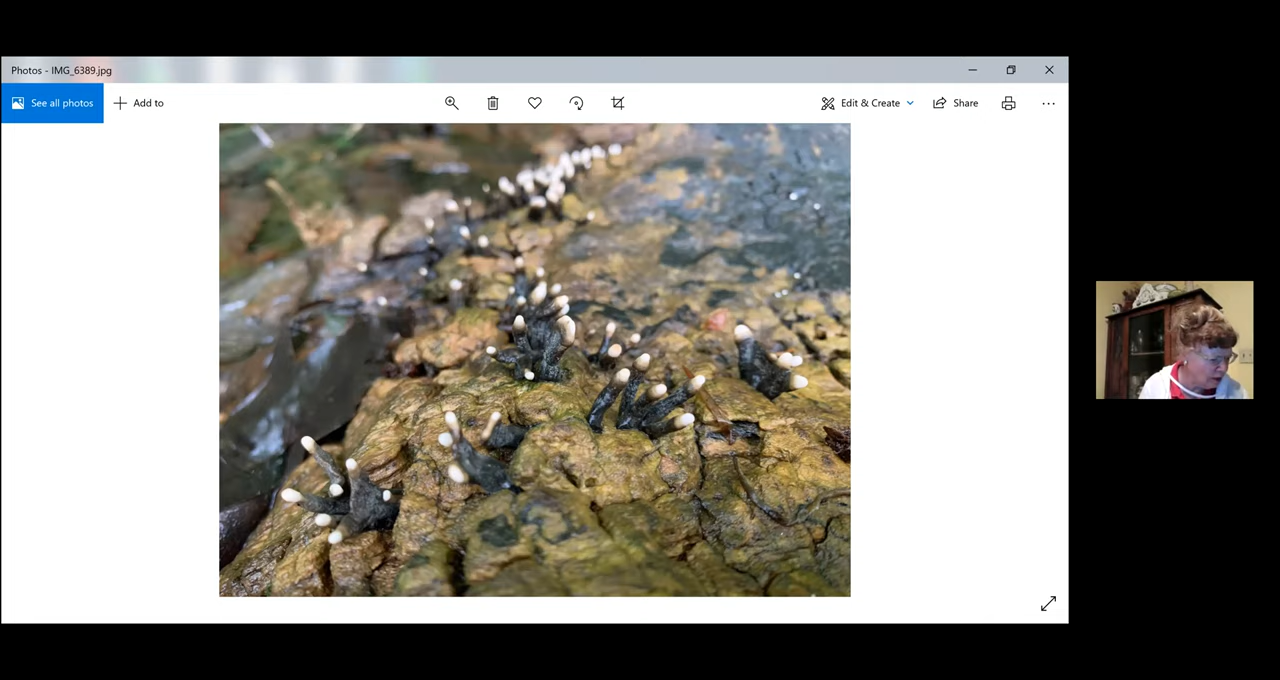 Photos - IMG_6389.jpg
See all photos
Add to
Edit & Create
Share